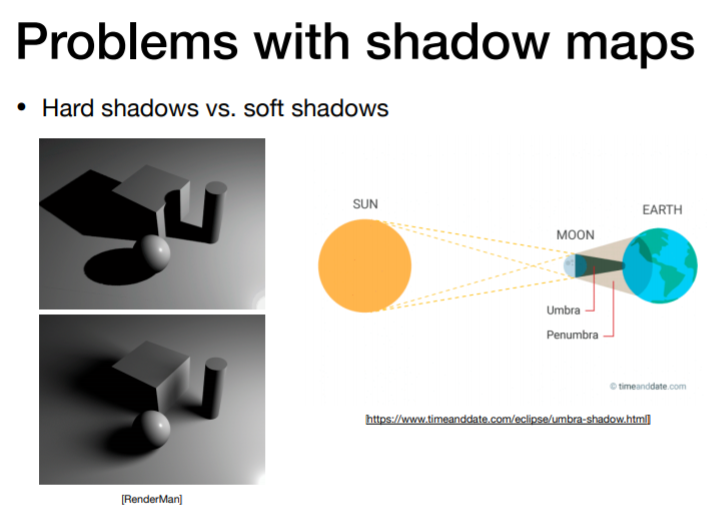 Problems with shadow maps
• Hard shadows vs. soft shadows
SUN
EARTH
MOON
Umbra
Penumbra
© timeanddate.com
[https://www.timeanddate.com/eclipse/umbra-shadow.html]
[RenderMan]